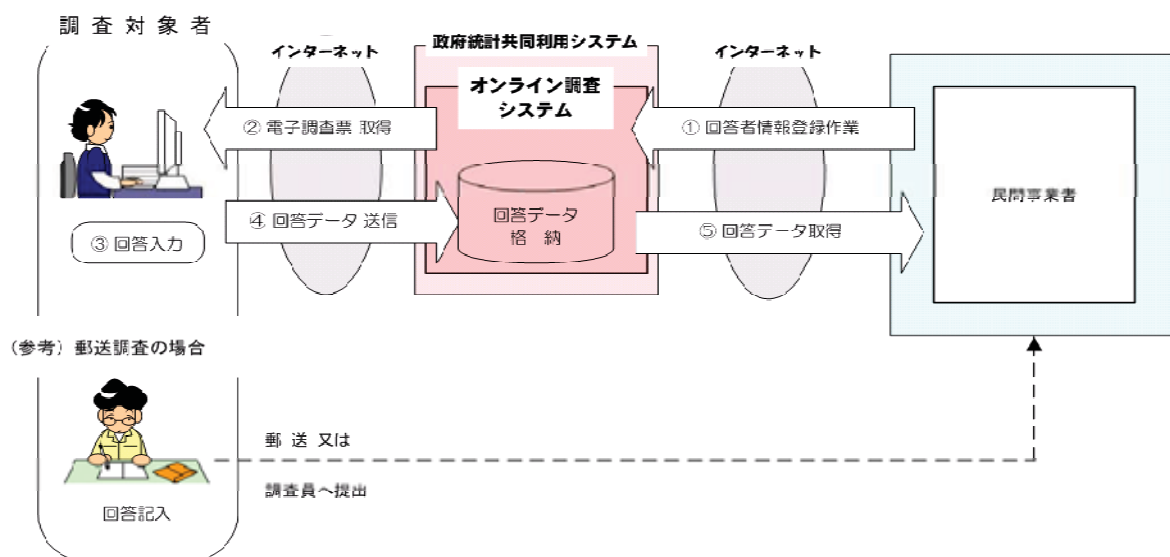 調 査 対 象 者
インターネット
政府統計共同利用システム
インターネット
オンライン調査
システム
② 電子調査票 取得
① 回答者情報登録作業
民間事業者
回答データ
格 納
④ 回答データ 送信
⑤ 回答データ取得
③ 回答入力
(参考) 郵送調査の場合
郵 送 又は
調査員へ提出
回答記入